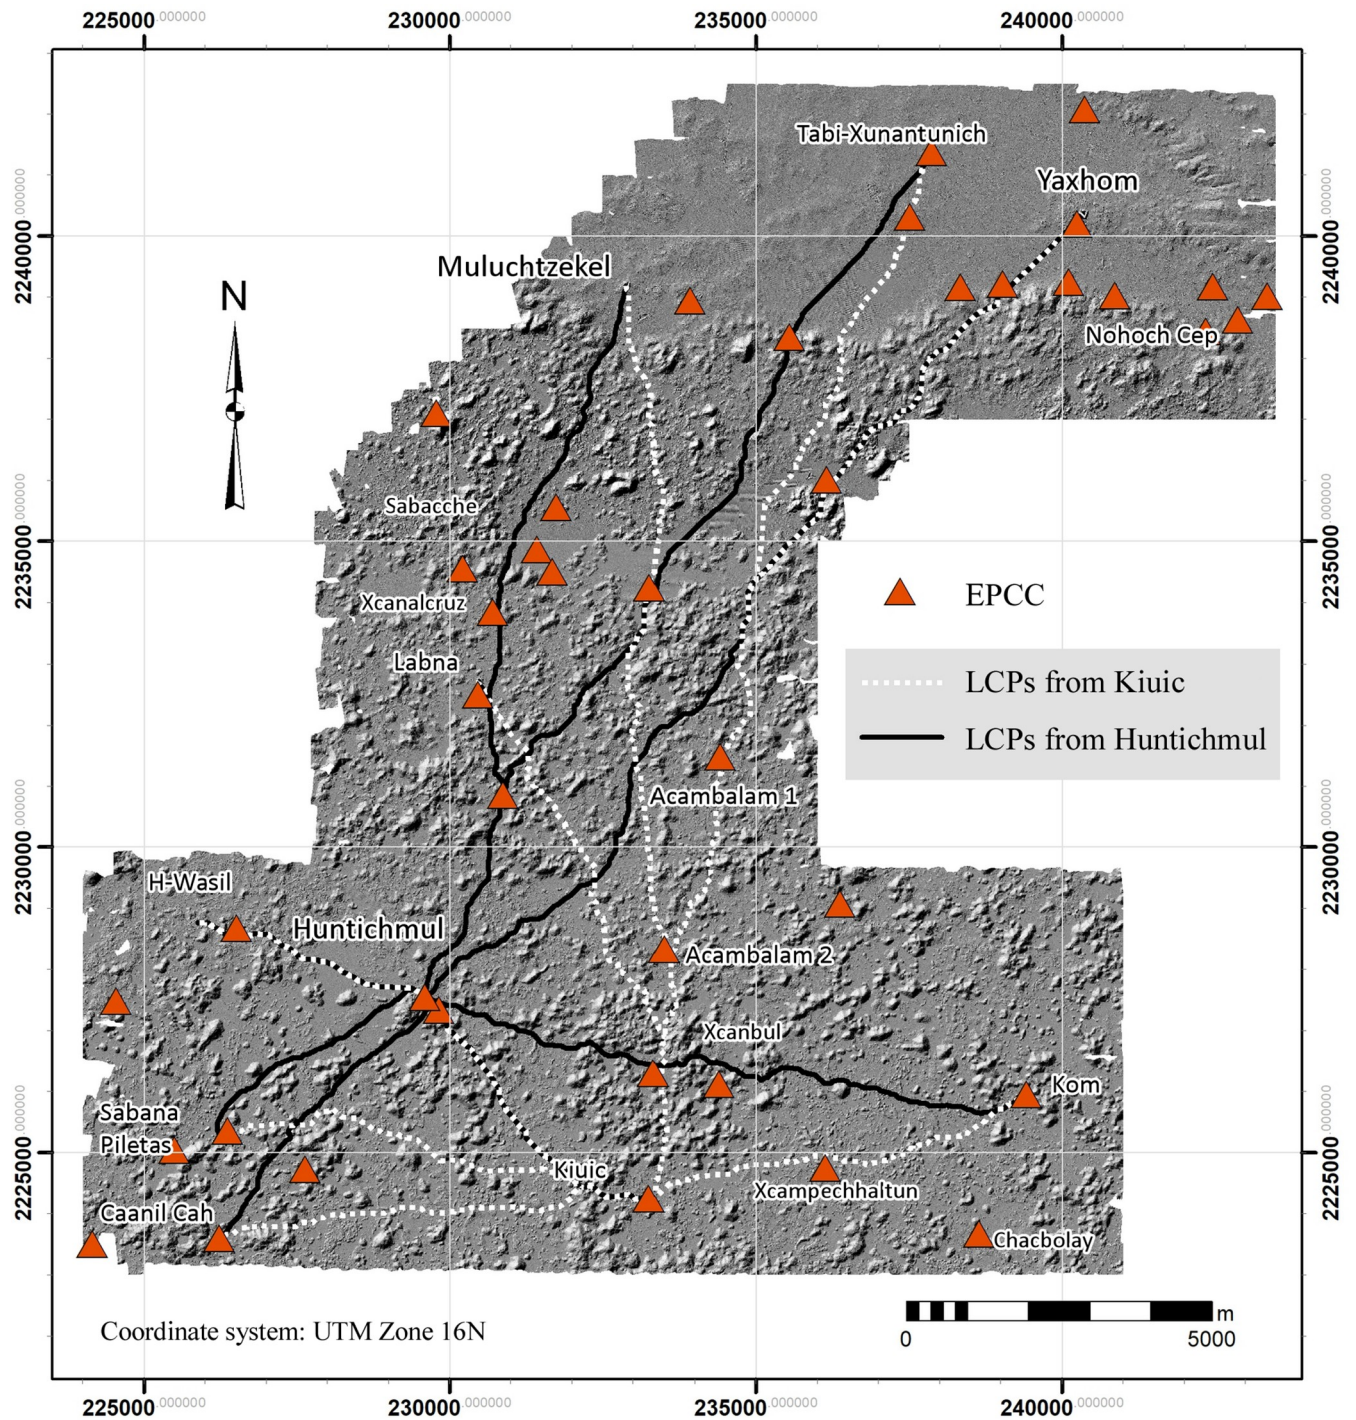 225000.000000 230000.000000 235000.000000 240000.000000
Tabi-Xunantunich
Yaxhom
2240000.000000
2240000.000000
Muluchtzekel
N
Nohoch Cep
Sabacche
2235000.000000
2235000.000000
EPCC
Xcanalcruz
Labna
LCPs from Kiuic
LCPs from Huntichmul
Acambalam 1
2230000.000000
2230000.000000
H-Wasil
Huntichmul
Acambalam 2
Xcanbul
Kom
Sabana
Piletas
2225000.000000
2225000.000000
Kiuic
Xcampechhaltun
Caanil Cah
Chacbolay
m
0 5000
Coordinate system: UTM Zone 16N
225000.000000 230000.000000 235000.000000 240000.000000